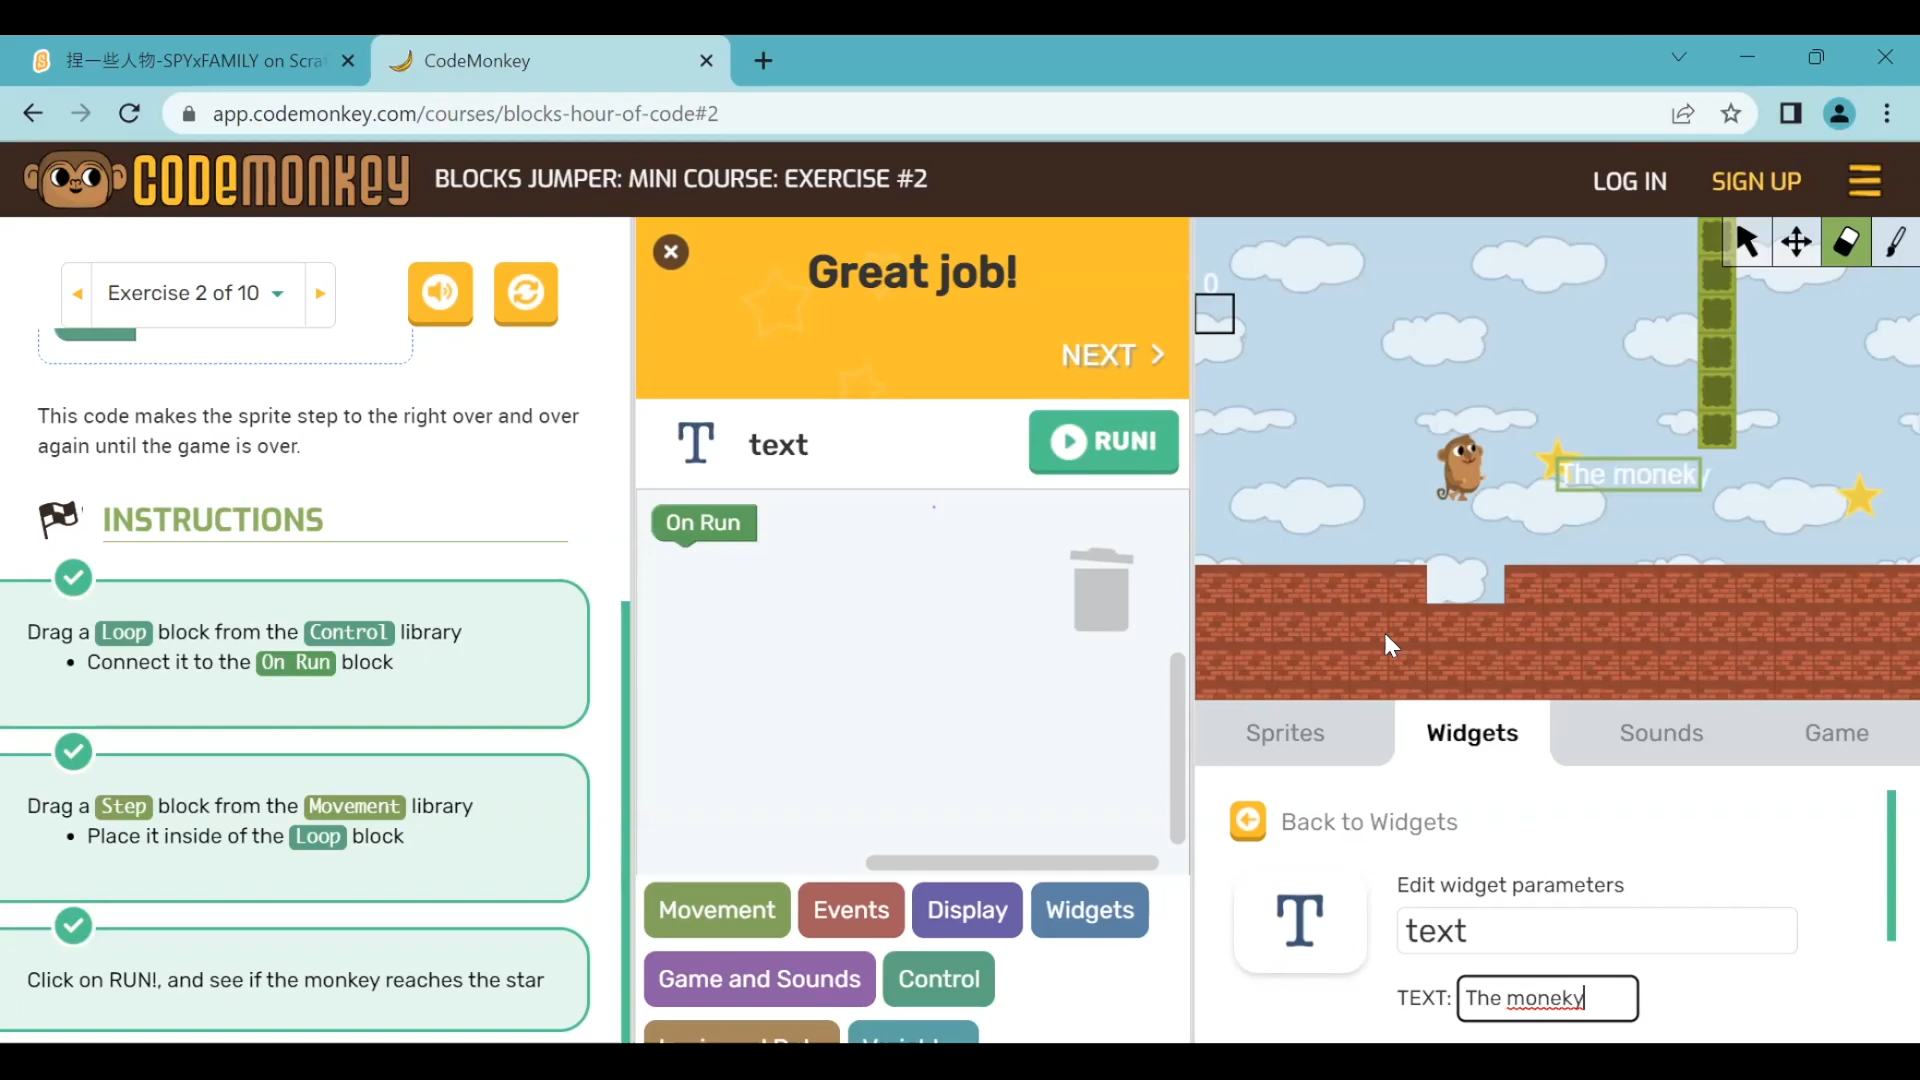 捏一些人物-SPYxFAMILY on Scrat
CodeMonkey
app.codemonkey.com/courses/blocks-hour-of-code#2
CODEMONKEY
BLOCKS JUMPER: MINI COURSE: EXERCISE #2
LOG IN
SIGN UP
Exercise 2 of 10
This code makes the sprite step to the right over and over
again until the game is over.
INSTRUCTIONS
Drag a Loop block from the Control library
• Connect it to the On Run block
Drag a Step block from the Movement library
• Place it inside of the Loop block
Click on RUN!, and see if the monkey reaches the star
Great job!
NEXT >
T text
RUN!
On Run
Movement
Events
Display
Widgets
Game and Sounds
Control
0
The moneky
Sprites
Widgets
Sounds
Game
Back to Widgets
T
Edit widget parameters
text
TEXT: The moneky